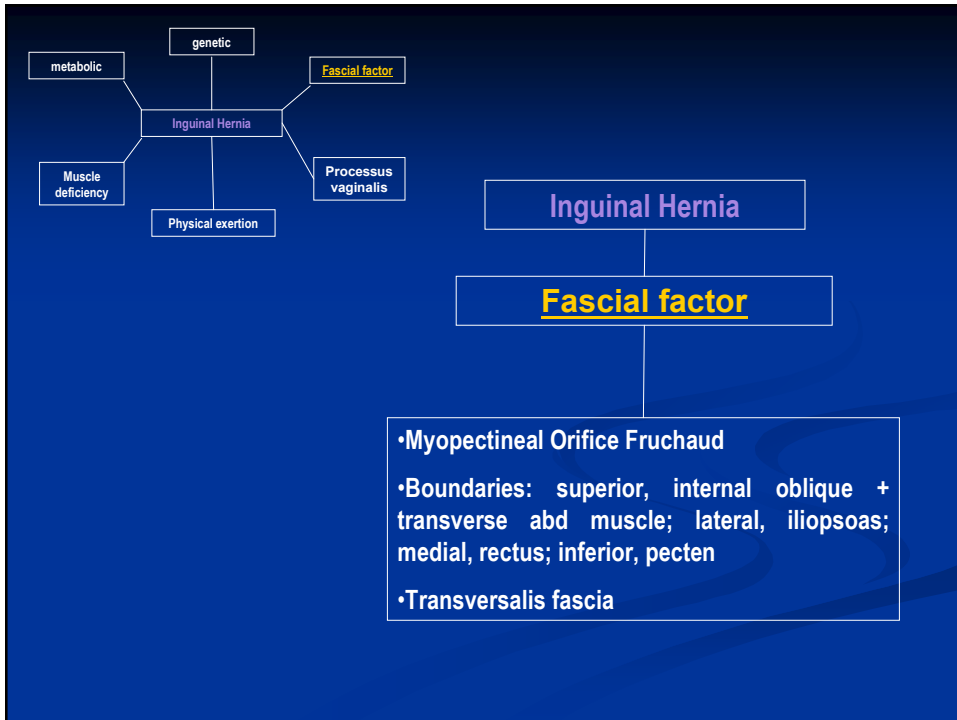 genetic
metabolic
Fascial factor
Inguinal Hernia
Muscle
deficiency
Processus
vaginalis
Physical exertion
Inguinal Hernia
Fascial factor
•Myopectineal Orifice Fruchaud
•Boundaries: superior, internal oblique +
transverse abd muscle; lateral, iliopsoas;
medial, rectus; inferior, pecten
•Transversalis fascia